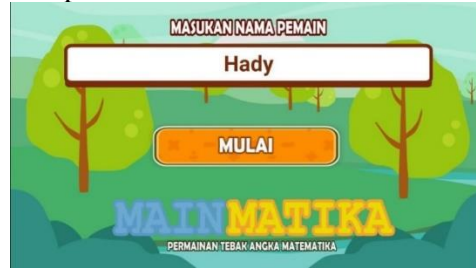 MASUKAN NAMA PEMAIN
Hady
MULAI
MAINMATIKA
PERMAINAN TEBAK ANGKA MATEMATIKA